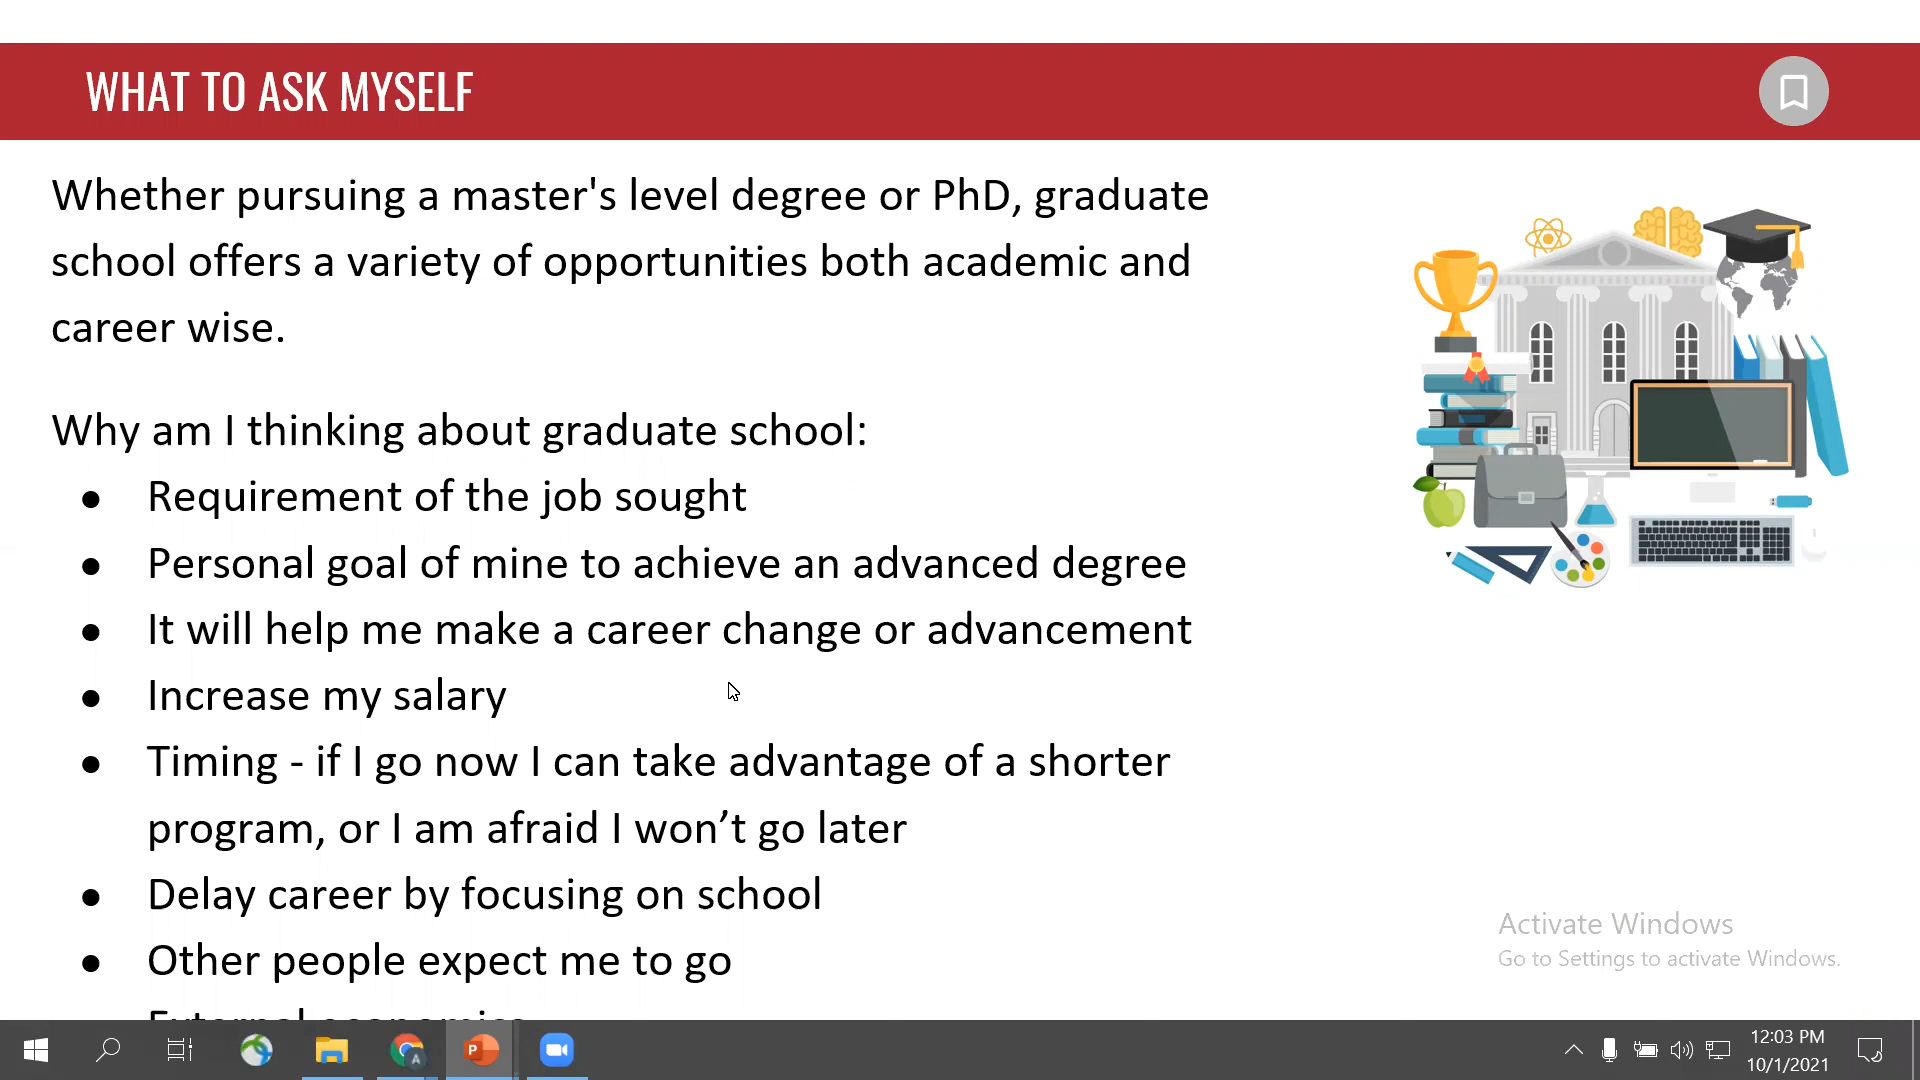 WHAT TO ASK MYSELF
Whether pursuing a master's level degree or PhD, graduate
school offers a variety of opportunities both academic and
career wise.
Why am I thinking about graduate school:
● Requirement of the job sought
● Personal goal of mine to achieve an advanced degree
● It will help me make a career change or advancement
● Increase my salary
● Timing - if I go now I can take advantage of a shorter
program, or I am afraid I won’t go later
● Delay career by focusing on school
● Other people expect me to go
External economics
Activate Windows
Go to Settings to activate Windows.
A
P
12:03 PM
10/1/2021